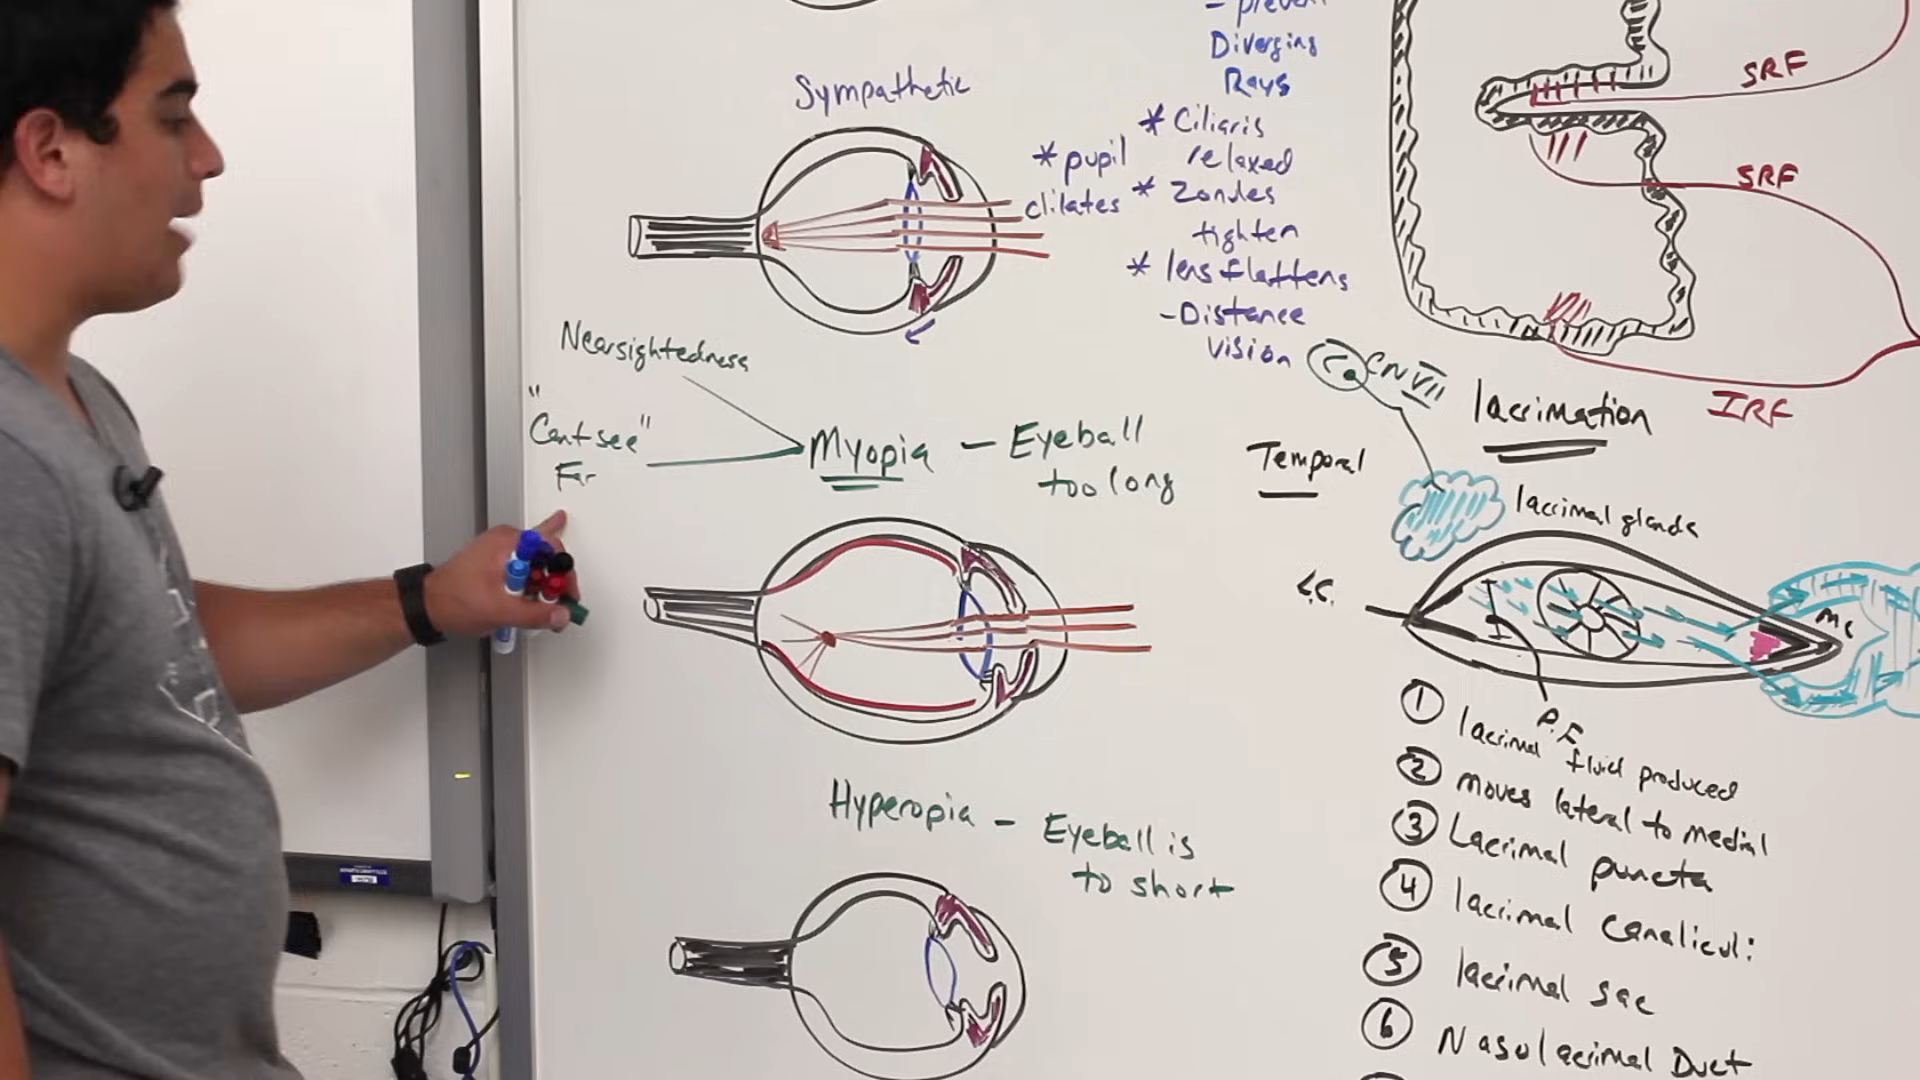 - prevent
Diverging
Rays
Sympathetic
* pupil
dilates
* Ciliaris
relaxed
* Zonules
tighten
* lens flattens
- Distance
vision
SRF
SRF
IRF
Nearsightedness
"Cant see"
Far
Myopia - Eyeball
too long
Hyperopia - Eyeball is
to short
CN VII
lacrimation
Temporal
lacrimal glands
L.C.
M C
P.F
① lacrimal fluid produced
② moves lateral to medial
③ Lacrimal puncta
④ lacrimal canaliculi
⑤ lacrimal sac
⑥ Nasolacrimal Duct